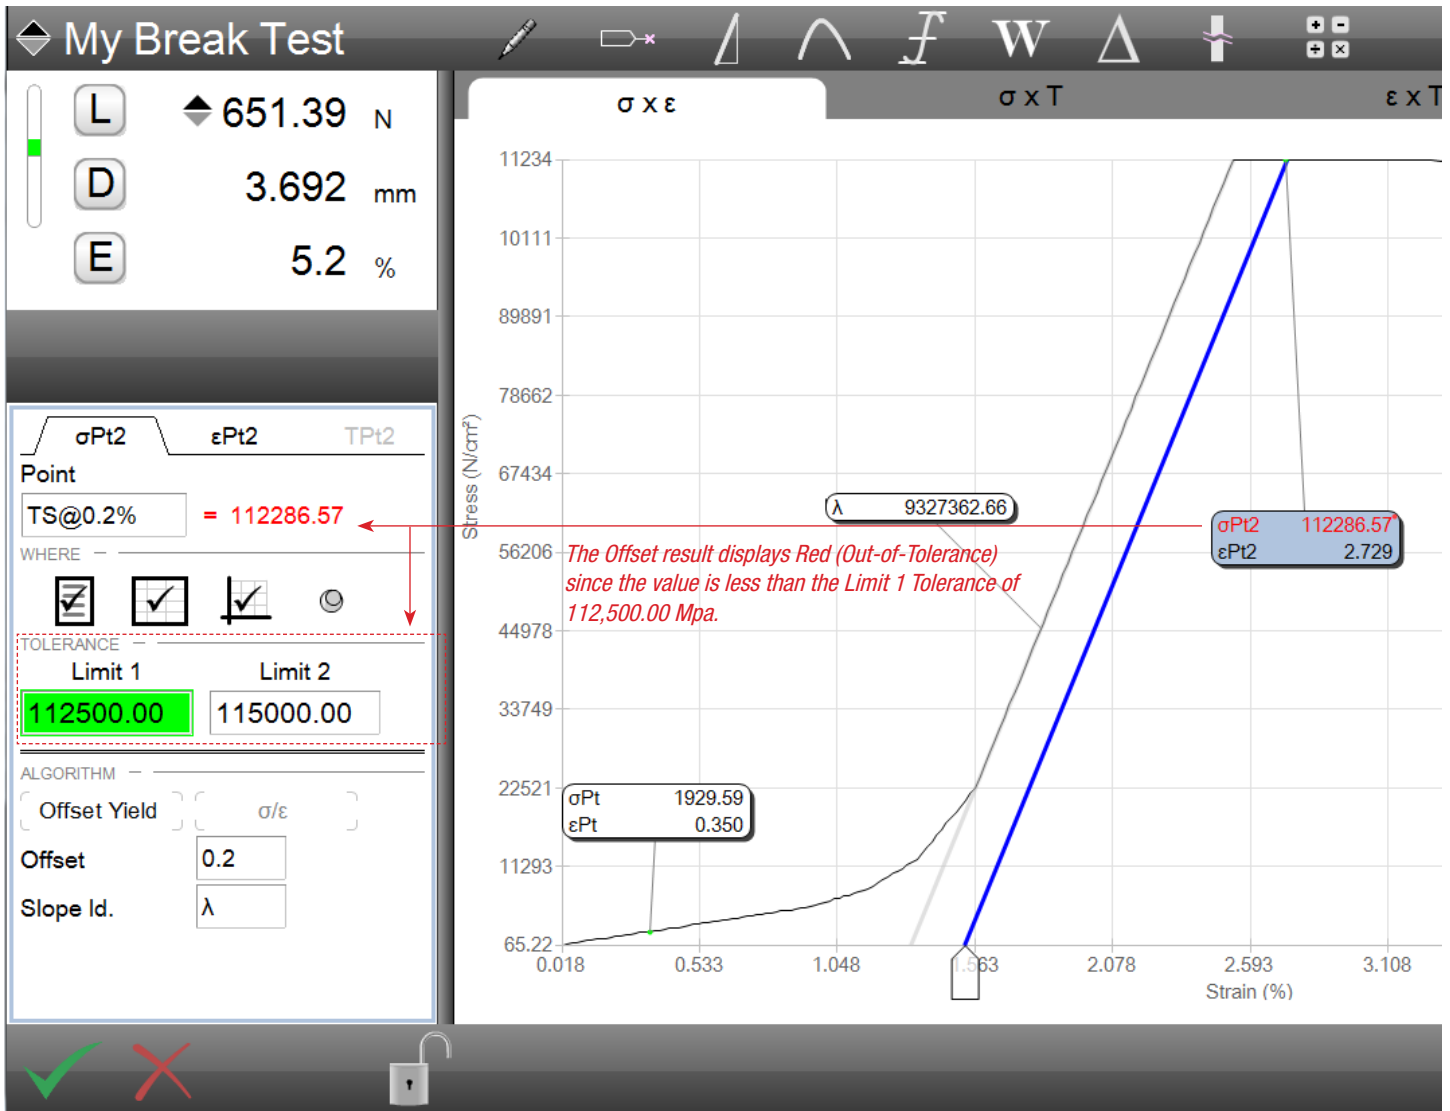 My Break Test
W
L 651.39 N
D 3.692 mm
E 5.2 %
σPt2 εPt2 TPt2
Point
TS@0.2% = 112286.57
WHERE
TOLERANCE
Limit 1 Limit 2
112500.00 115000.00
ALGORITHM
Offset Yield σ/ε
Offset 0.2
Slope Id. λ
σ x ε σ x T ε x T
Stress (N/cm²)
11234
10111
89891
78662
67434
56206
44978
33749
22521
11293
65.22
λ 9327362.66
σPt2 112286.57*
εPt2 2.729
The Offset result displays Red (Out-of-Tolerance)
since the value is less than the Limit 1 Tolerance of
112,500.00 Mpa.
σPt 1929.59
εPt 0.350
0.018 0.533 1.048 1.563 2.078 2.593 3.108
Strain (%)